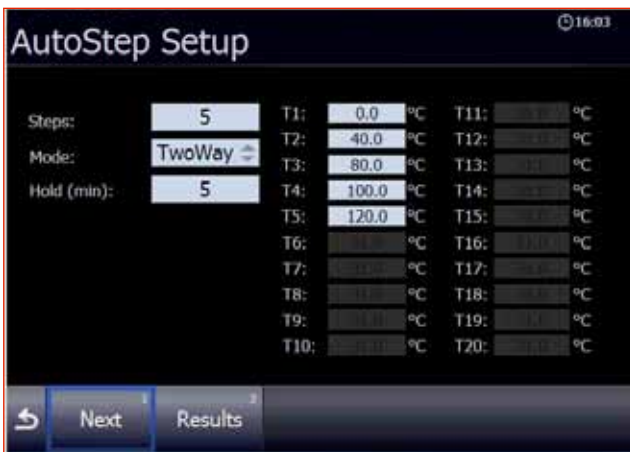 16:03
AutoStep Setup
Steps: 5
Mode: TwoWay
Hold (min): 5
T1: 0.0 °C T11: °C
T2: 40.0 °C T12: °C
T3: 80.0 °C T13: °C
T4: 100.0 °C T14: °C
T5: 120.0 °C T15: °C
T6: °C T16: °C
T7: °C T17: °C
T8: °C T18: °C
T9: °C T19: °C
T10: °C T20: °C
Next 1 Results 2